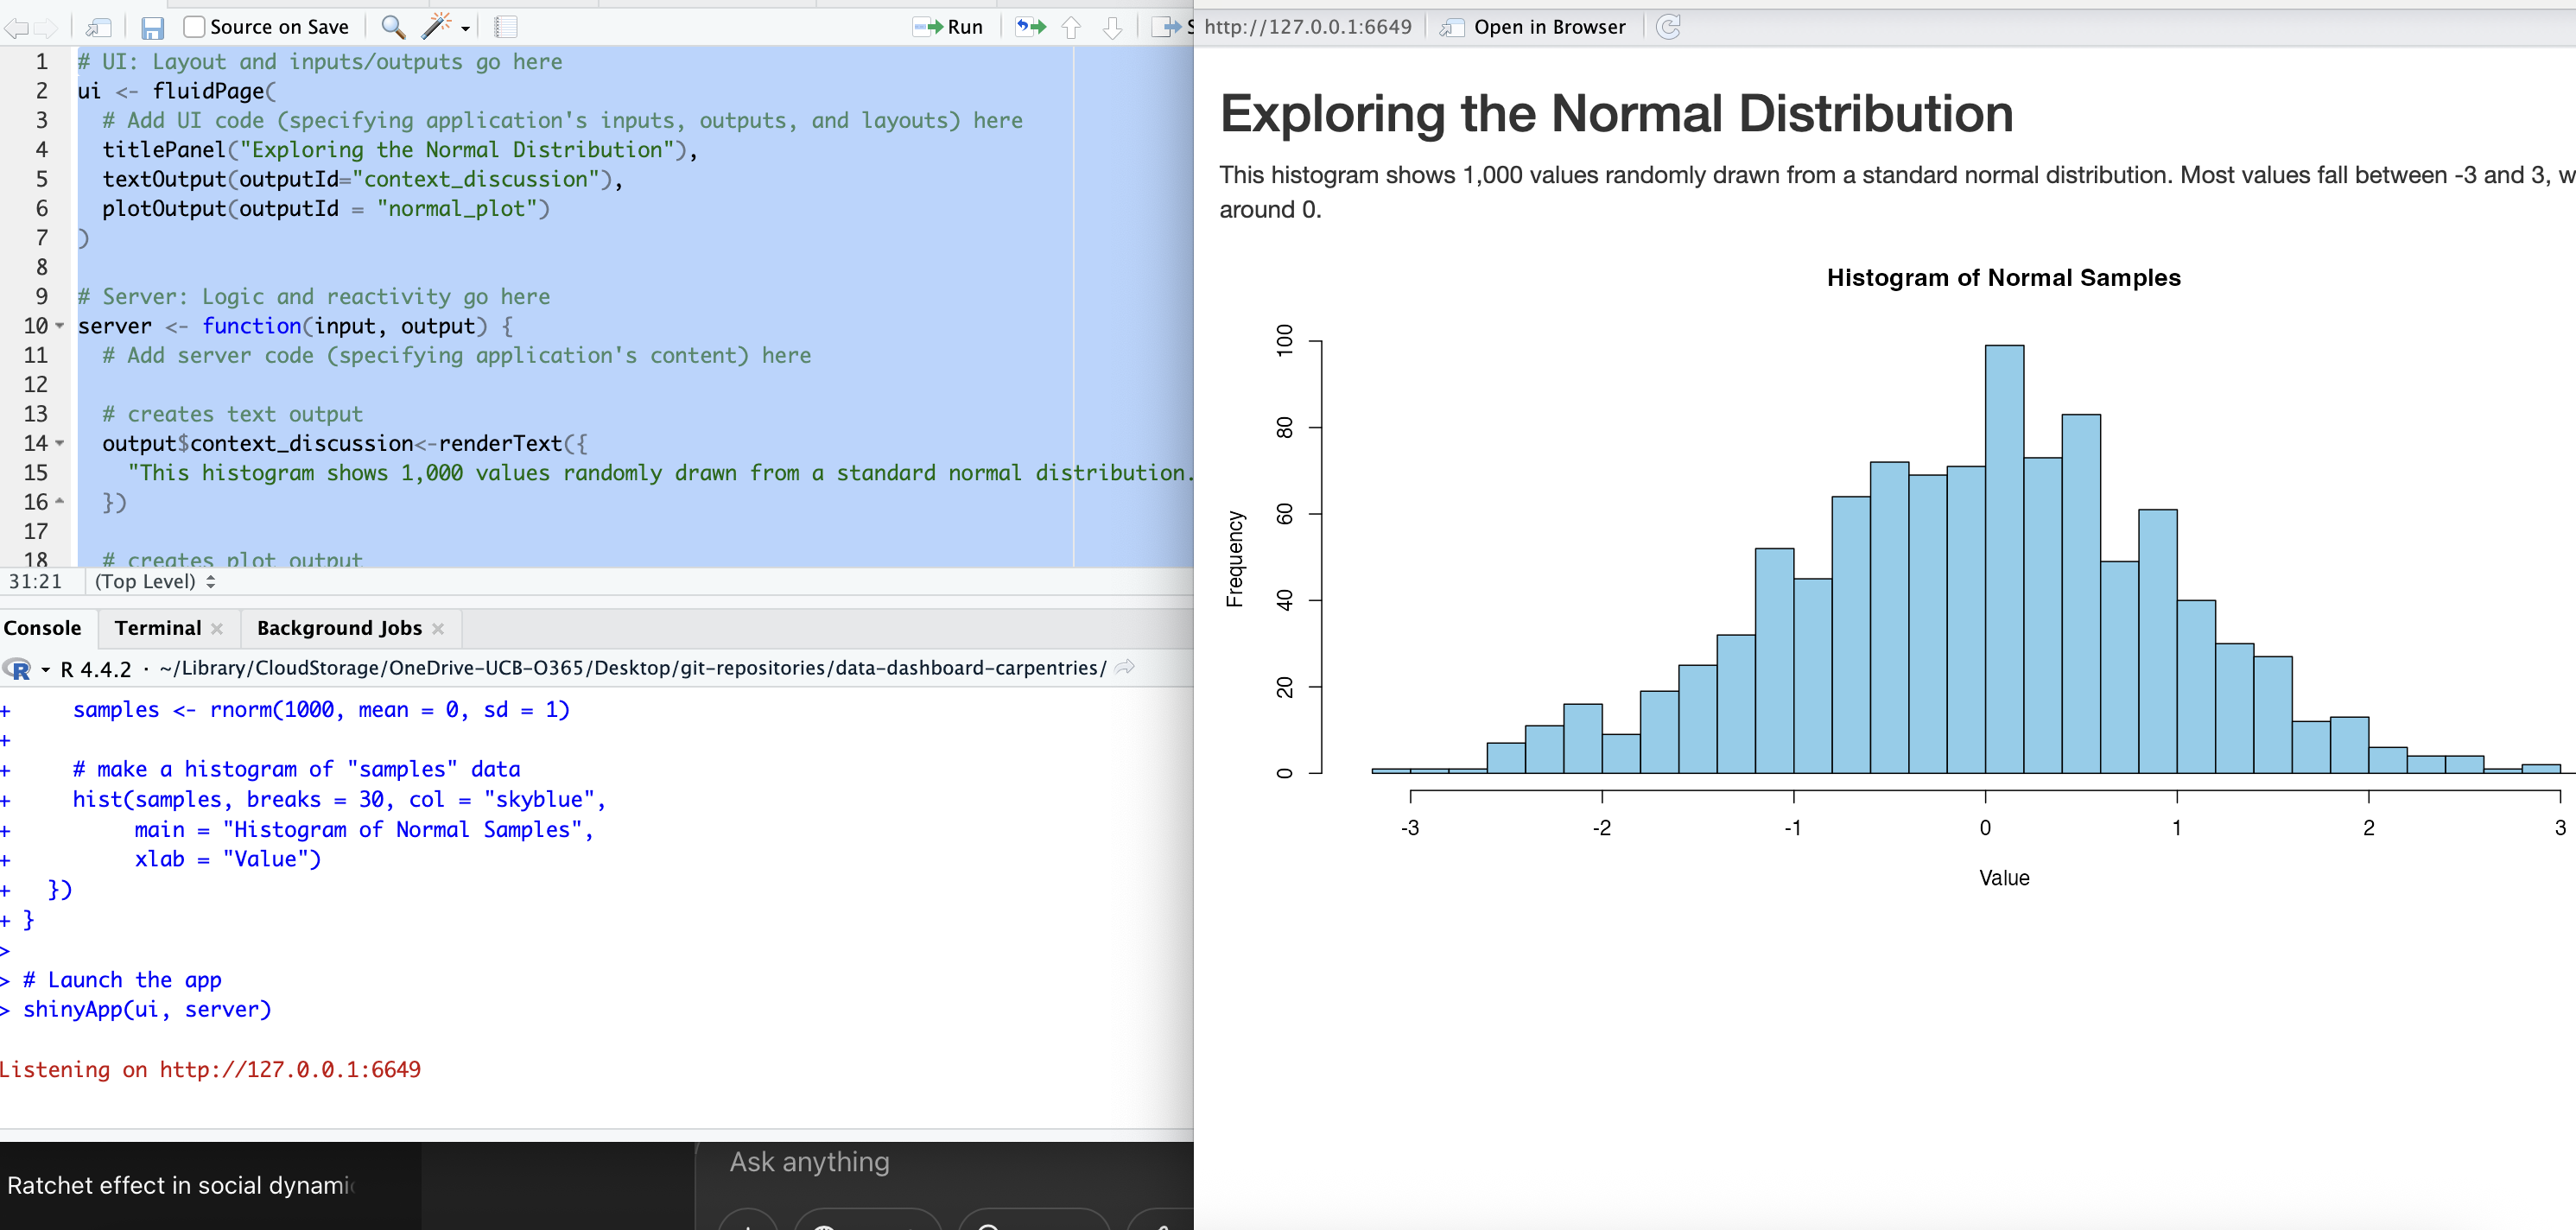 Source on Save
Run
1 # UI: Layout and inputs/outputs go here
2 ui <- fluidPage(
3 # Add UI code (specifying application's inputs, outputs, and layouts) here
4 titlePanel("Exploring the Normal Distribution"),
5 textOutput(outputId="context_discussion"),
6 plotOutput(outputId = "normal_plot")
7 )
8
9 # Server: Logic and reactivity go here
10 server <- function(input, output) {
11 # Add server code (specifying application's content) here
12
13 # creates text output
14 output$context_discussion<-renderText({
15 "This histogram shows 1,000 values randomly drawn from a standard normal distribution.
16 })
17
18 # creates plot output
31:21 (Top Level)
Console Terminal Background Jobs
R 4.4.2 · ~/Library/CloudStorage/OneDrive-UCB-O365/Desktop/git-repositories/data-dashboard-carpentries/
+ samples <- rnorm(1000, mean = 0, sd = 1)
+
+ # make a histogram of "samples" data
+ hist(samples, breaks = 30, col = "skyblue",
+ main = "Histogram of Normal Samples",
+ xlab = "Value")
+ })
+ }
>
> # Launch the app
> shinyApp(ui, server)
Listening on http://127.0.0.1:6649
Ratchet effect in social
Ask anything
http://127.0.0.1:6649 Open in Browser
Exploring the Normal Distribution
This histogram shows 1,000 values randomly drawn from a standard normal distribution. Most values fall between -3 and 3,
around 0.
Histogram of Normal Samples
Frequency
100
80
60
40
20
0
-3 -2 -1 0 1 2 3
Value